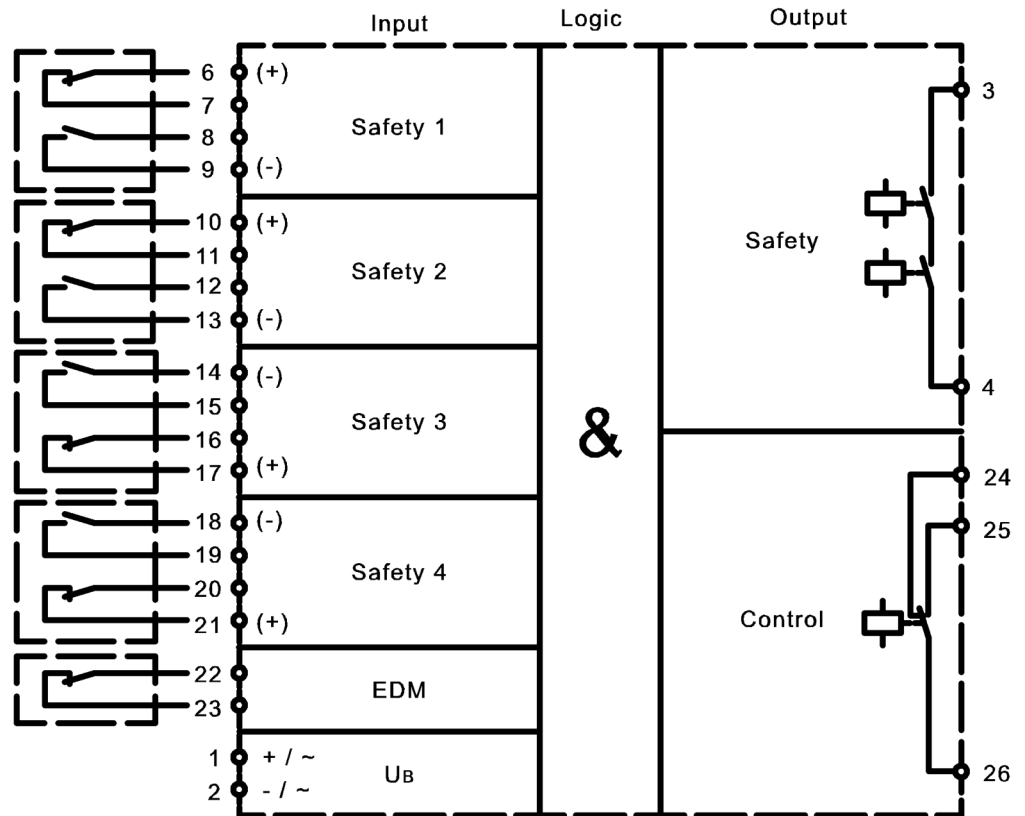 Input
Logic
Output
6 (+)
7
Safety 1
8
9 (-)
10 (+)
11
Safety 2
12
13 (-)
14 (-)
15
Safety 3
16
17 (+)
18 (-)
19
Safety 4
20
21 (+)
22
EDM
23
1 + / ~
UB
2 - / ~
&
3
Safety
4
24
25
Control
26